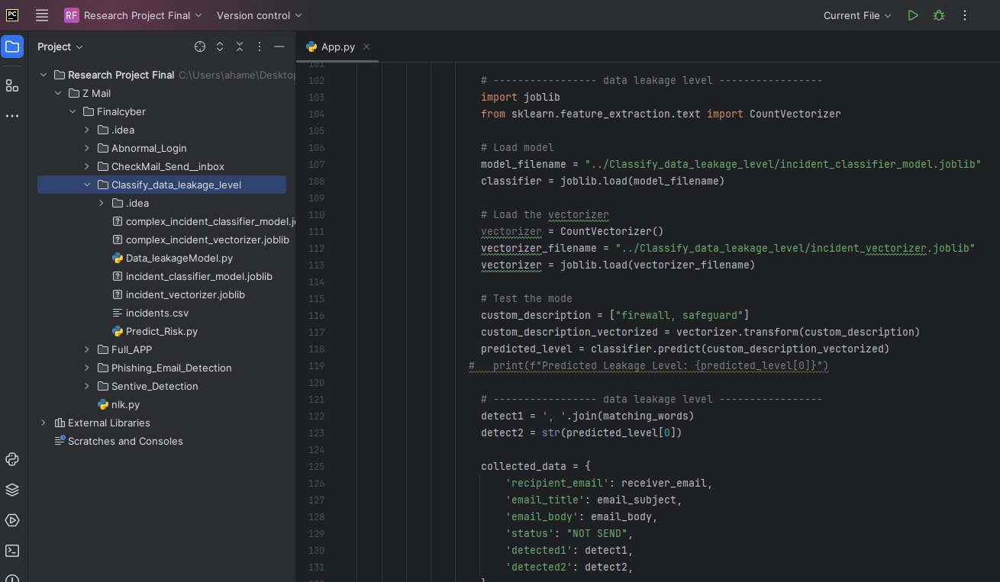 PC
RF Research Project Final Version control Current File
Project
Research Project Final C:\Users\ahame\Desktop
Z Mail
Finalcyber
.idea
Abnormal_Login
CheckMail_Send__inbox
Classify_data_leakage_level
.idea
complex_incident_classifier_model.jo
complex_incident_vectorizer.joblib
Data_leakageModel.py
incident_classifier_model.joblib
incident_vectorizer.joblib
incidents.csv
Predict_Risk.py
Full_APP
Phishing_Email_Detection
Sentive_Detection
nlk.py
External Libraries
Scratches and Consoles
App.py
101
102 # ----------------- data leakage level -----------------
103 import joblib
104 from sklearn.feature_extraction.text import CountVectorizer
105
106 # Load model
107 model_filename = "../Classify_data_leakage_level/incident_classifier_model.joblib"
108 classifier = joblib.load(model_filename)
109
110 # Load the vectorizer
111 vectorizer = CountVectorizer()
112 vectorizer_filename = "../Classify_data_leakage_level/incident_vectorizer.joblib"
113 vectorizer = joblib.load(vectorizer_filename)
114
115 # Test the mode
116 custom_description = ["firewall, safeguard"]
117 custom_description_vectorized = vectorizer.transform(custom_description)
118 predicted_level = classifier.predict(custom_description_vectorized)
119 #   print(f"Predicted Leakage Level: {predicted_level[0]}")
120
121 # ----------------- data leakage level -----------------
122 detect1 = ', '.join(matching_words)
123 detect2 = str(predicted_level[0])
124
125 collected_data = {
126 'recipient_email': receiver_email,
127 'email_title': email_subject,
128 'email_body': email_body,
129 'status': "NOT SEND",
130 'detected1': detect1,
131 'detected2': detect2,